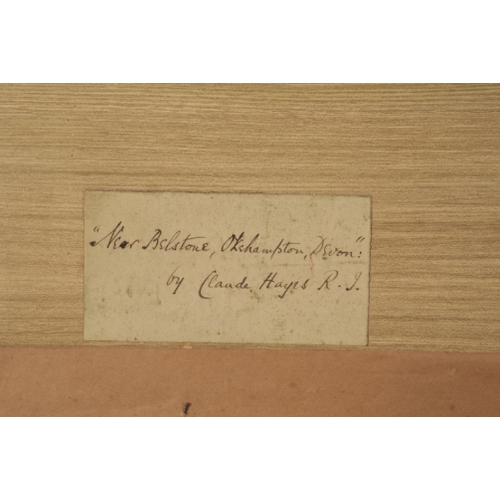 "Near Belstone, Okehampton, Devon":
by Claude Hayes R.I.